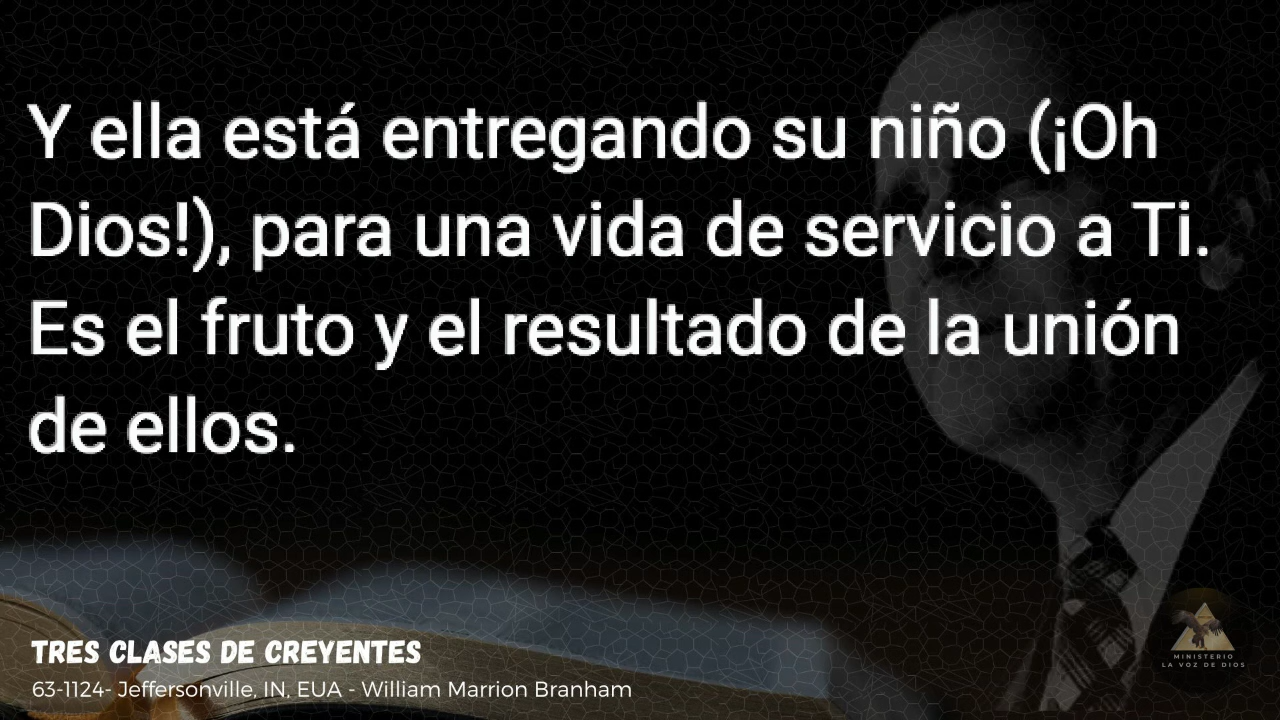 Y ella está entregando su niño (¡Oh
Dios!), para una vida de servicio a Ti.
Es el fruto y el resultado de la unión
de ellos.
TRES CLASES DE CREYENTES
63-1124- Jeffersonville, IN, EUA - William Marrion Branham
MINISTERIO
LA VOZ DE DIOS